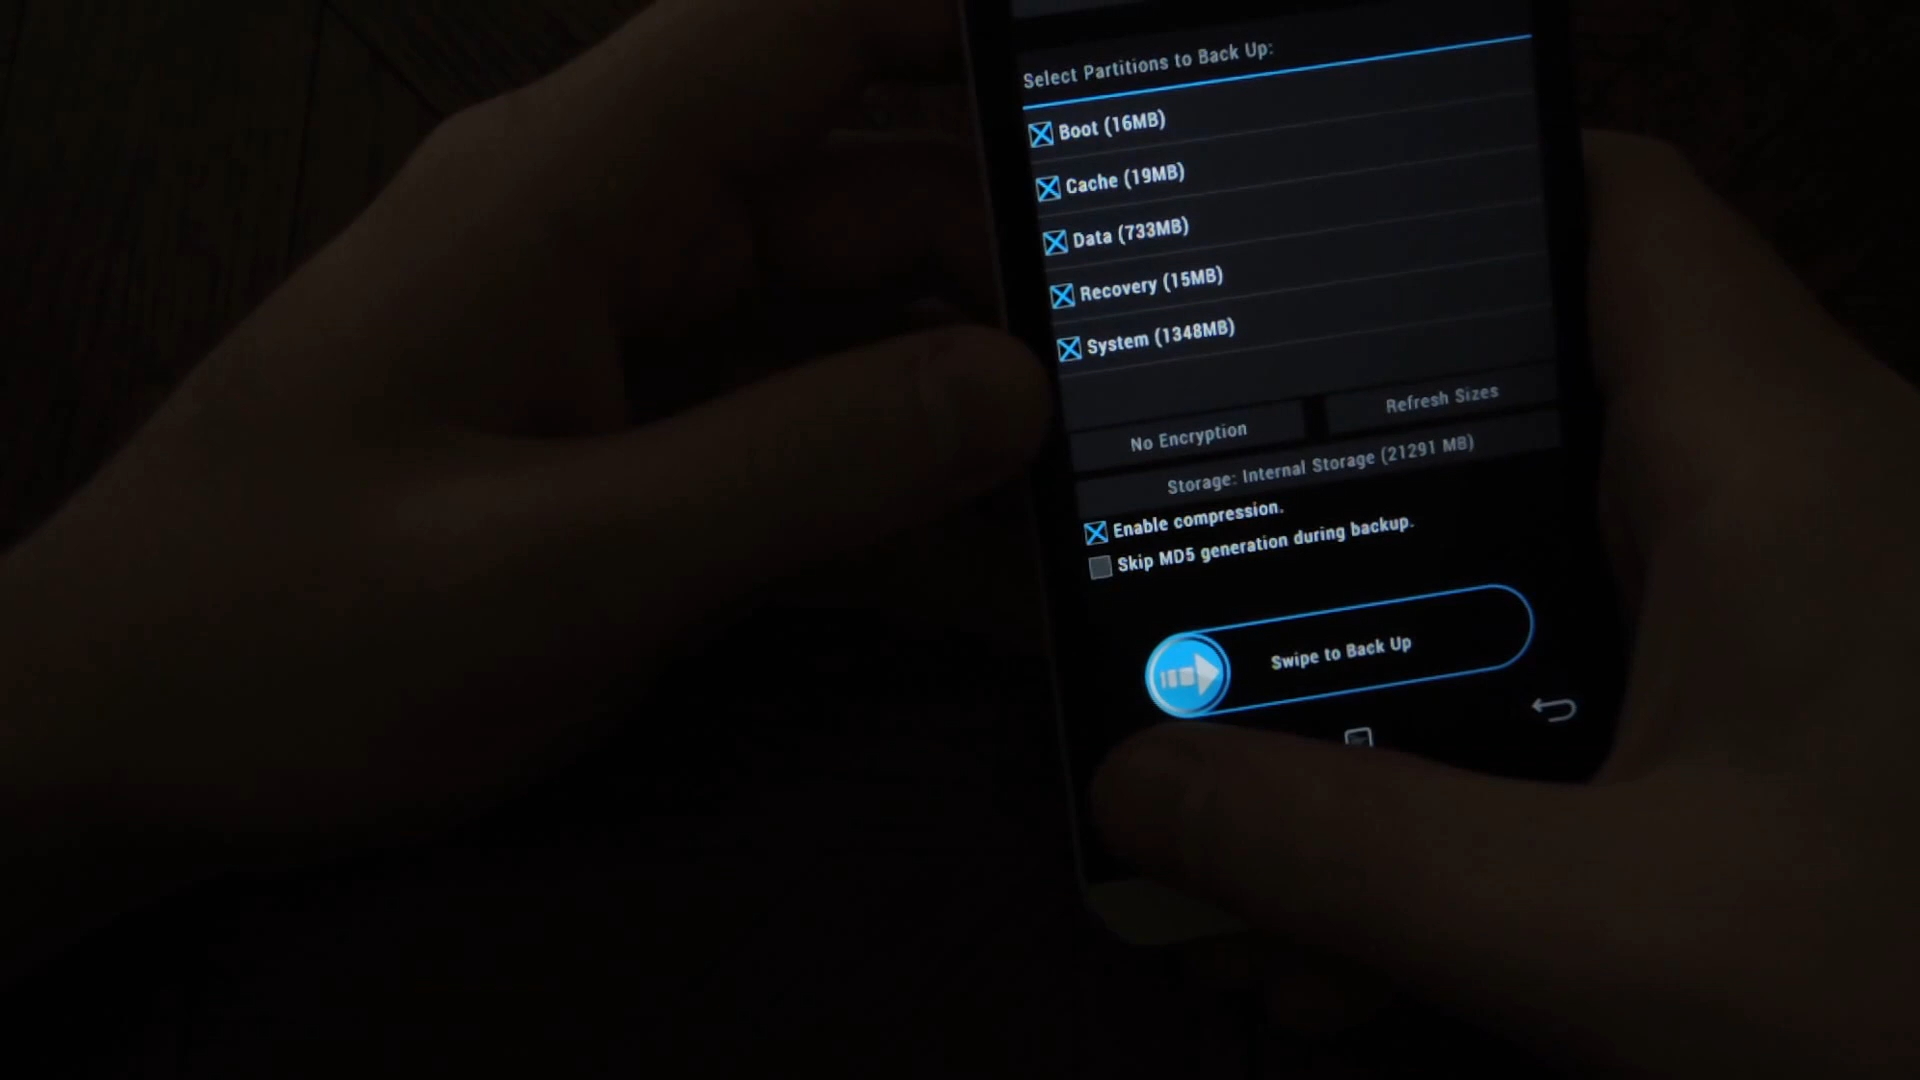 Select Partitions to Back Up:
Boot (16MB)
Cache (19MB)
Data (733MB)
Recovery (15MB)
System (1348MB)
No Encryption
Refresh Sizes
Storage: Internal Storage (21291 MB)
Enable compression.
Skip MD5 generation during backup.
Swipe to Back Up